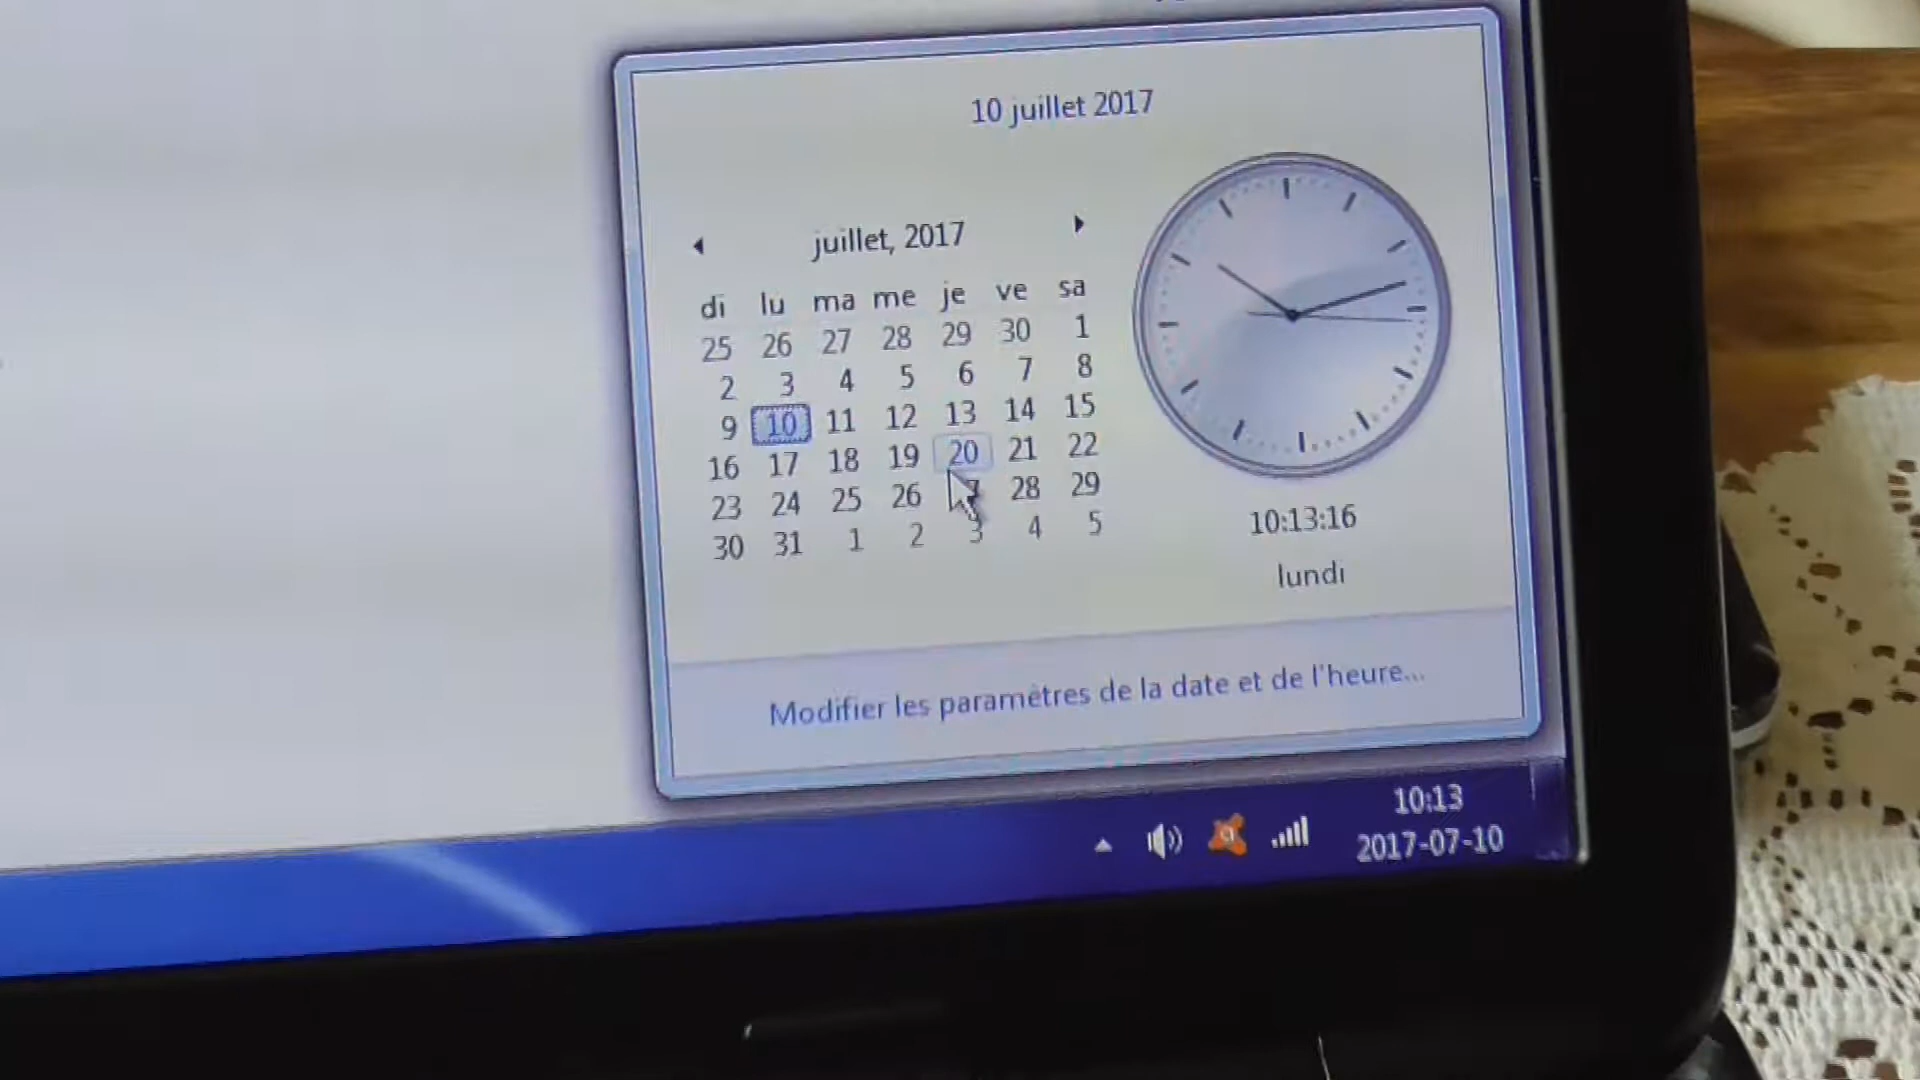 10 juillet 2017
juillet, 2017
di lu ma me je ve sa
25 26 27 28 29 30 1
2 3 4 5 6 7 8
9 10 11 12 13 14 15
16 17 18 19 20 21 22
23 24 25 26 28 29
30 31 1 2 3 4 5
10:13:16
lundi
Modifier les paramètres de la date et de l'heure...
10:13
2017-07-10